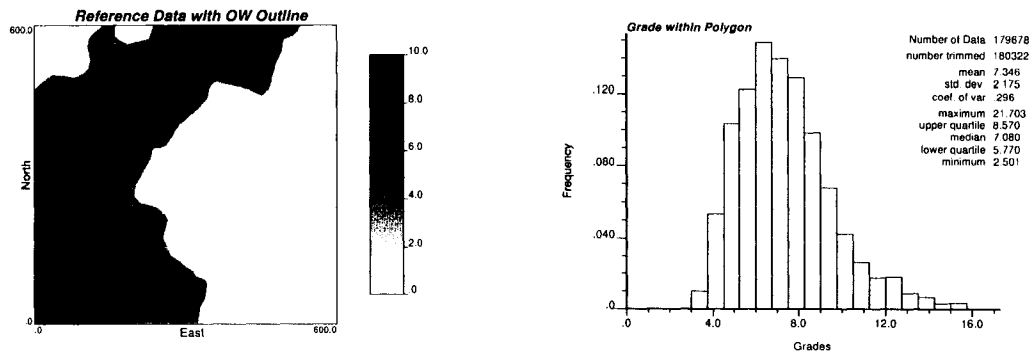 Reference Data with OW Outline
600.0
North
.0
.0
East
600.0
10.0
8.0
6.0
4.0
2.0
.0
Grade within Polygon
Frequency
.120
.080
.040
.0
.0
4.0
8.0
12.0
16.0
Grades
Number of Data 179678
number trimmed 180322
mean 7.346
std. dev 2.175
coef. of var .296
maximum 21.703
upper quartile 8.570
median 7.080
lower quartile 5.770
minimum 2.501